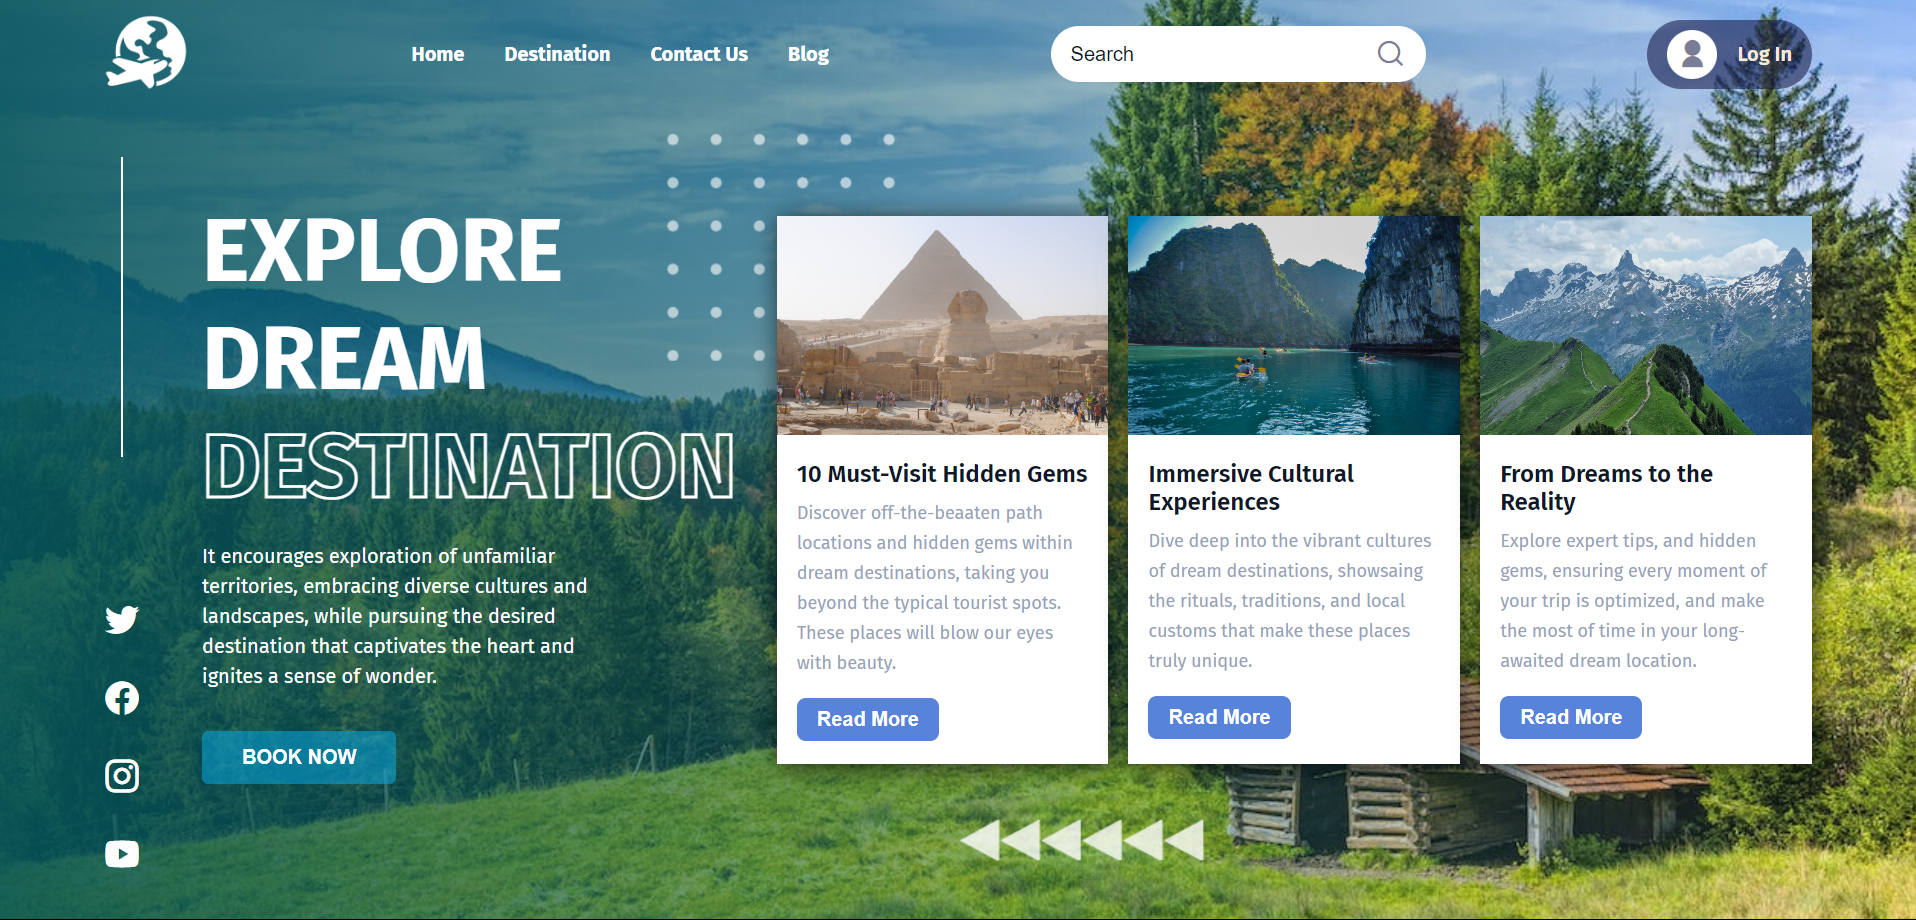 Home
Destination
Contact Us
Blog
Search
Log In
EXPLORE
DREAM
DESTINATION
It encourages exploration of unfamiliar
territories, embracing diverse cultures and
landscapes, while pursuing the desired
destination that captivates the heart and
ignites a sense of wonder.
BOOK NOW
10 Must-Visit Hidden Gems
Discover off-the-beaaten path
locations and hidden gems within
dream destinations, taking you
beyond the typical tourist spots.
These places will blow our eyes
with beauty.
Read More
Immersive Cultural
Experiences
Dive deep into the vibrant cultures
of dream destinations, showsaing
the rituals, traditions, and local
customs that make these places
truly unique.
Read More
From Dreams to the
Reality
Explore expert tips, and hidden
gems, ensuring every moment of
your trip is optimized, and make
the most of time in your long-
awaited dream location.
Read More